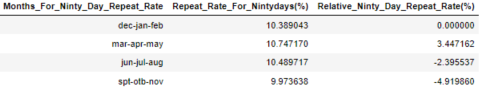 Months_For_Ninty_Day_Repeat_Rate Repeat_Rate_For_Nintydays(%) Relative_Ninty_Day_Repeat_Rate(%)
dec-jan-feb 10.389043 0.000000
mar-apr-may 10.747170 3.447162
jun-jul-aug 10.489717 -2.395537
spt-otb-nov 9.973638 -4.919860